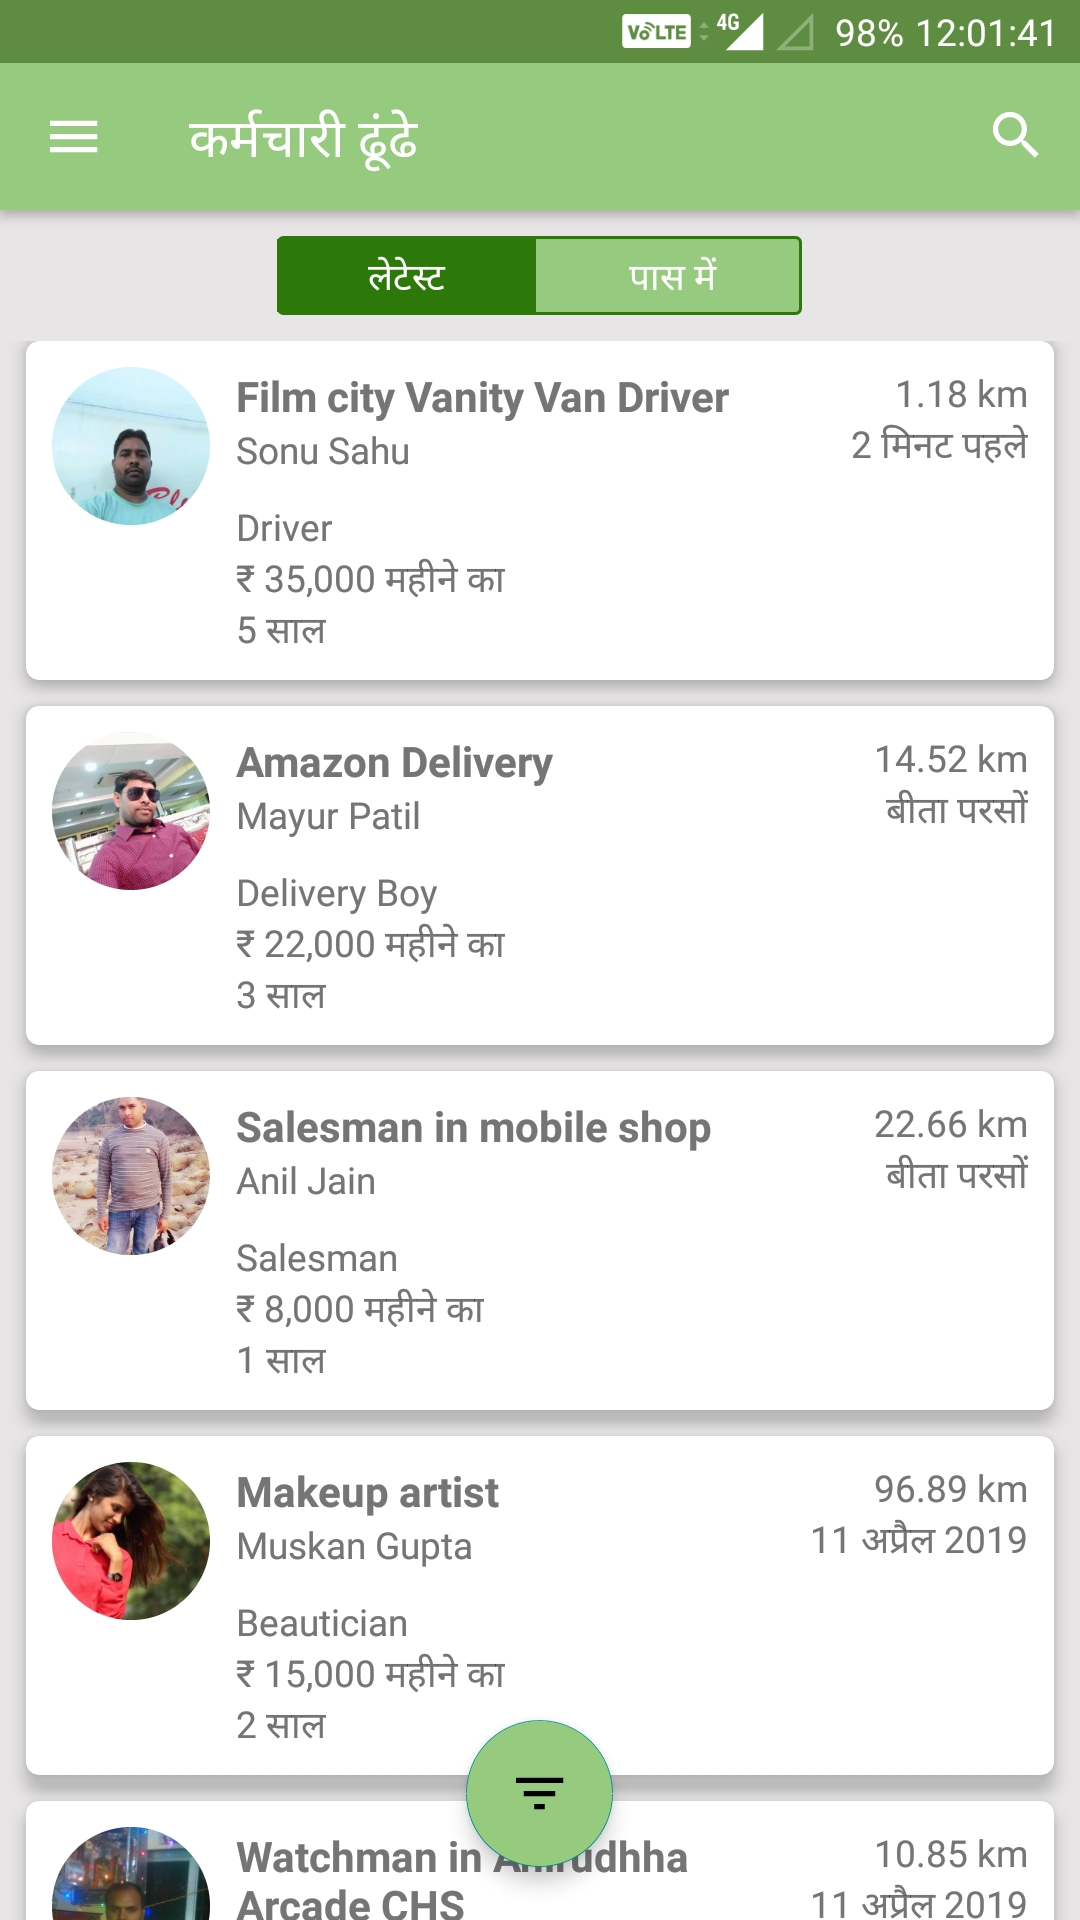 VoLTE 4G 98% 12:01:41
कर्मचारी ढूंढे
लेटेस्ट पास में
Film city Vanity Van Driver 1.18 km
Sonu Sahu 2 मिनट पहले
Driver
₹ 35,000 महीने का
5 साल
Amazon Delivery 14.52 km
Mayur Patil बीता परसों
Delivery Boy
₹ 22,000 महीने का
3 साल
Salesman in mobile shop 22.66 km
Anil Jain बीता परसों
Salesman
₹ 8,000 महीने का
1 साल
Makeup artist 96.89 km
Muskan Gupta 11 अप्रैल 2019
Beautician
₹ 15,000 महीने का
2 साल
Watchman in Anirudhha 10.85 km
Arcade CHS 11 अप्रैल 2019